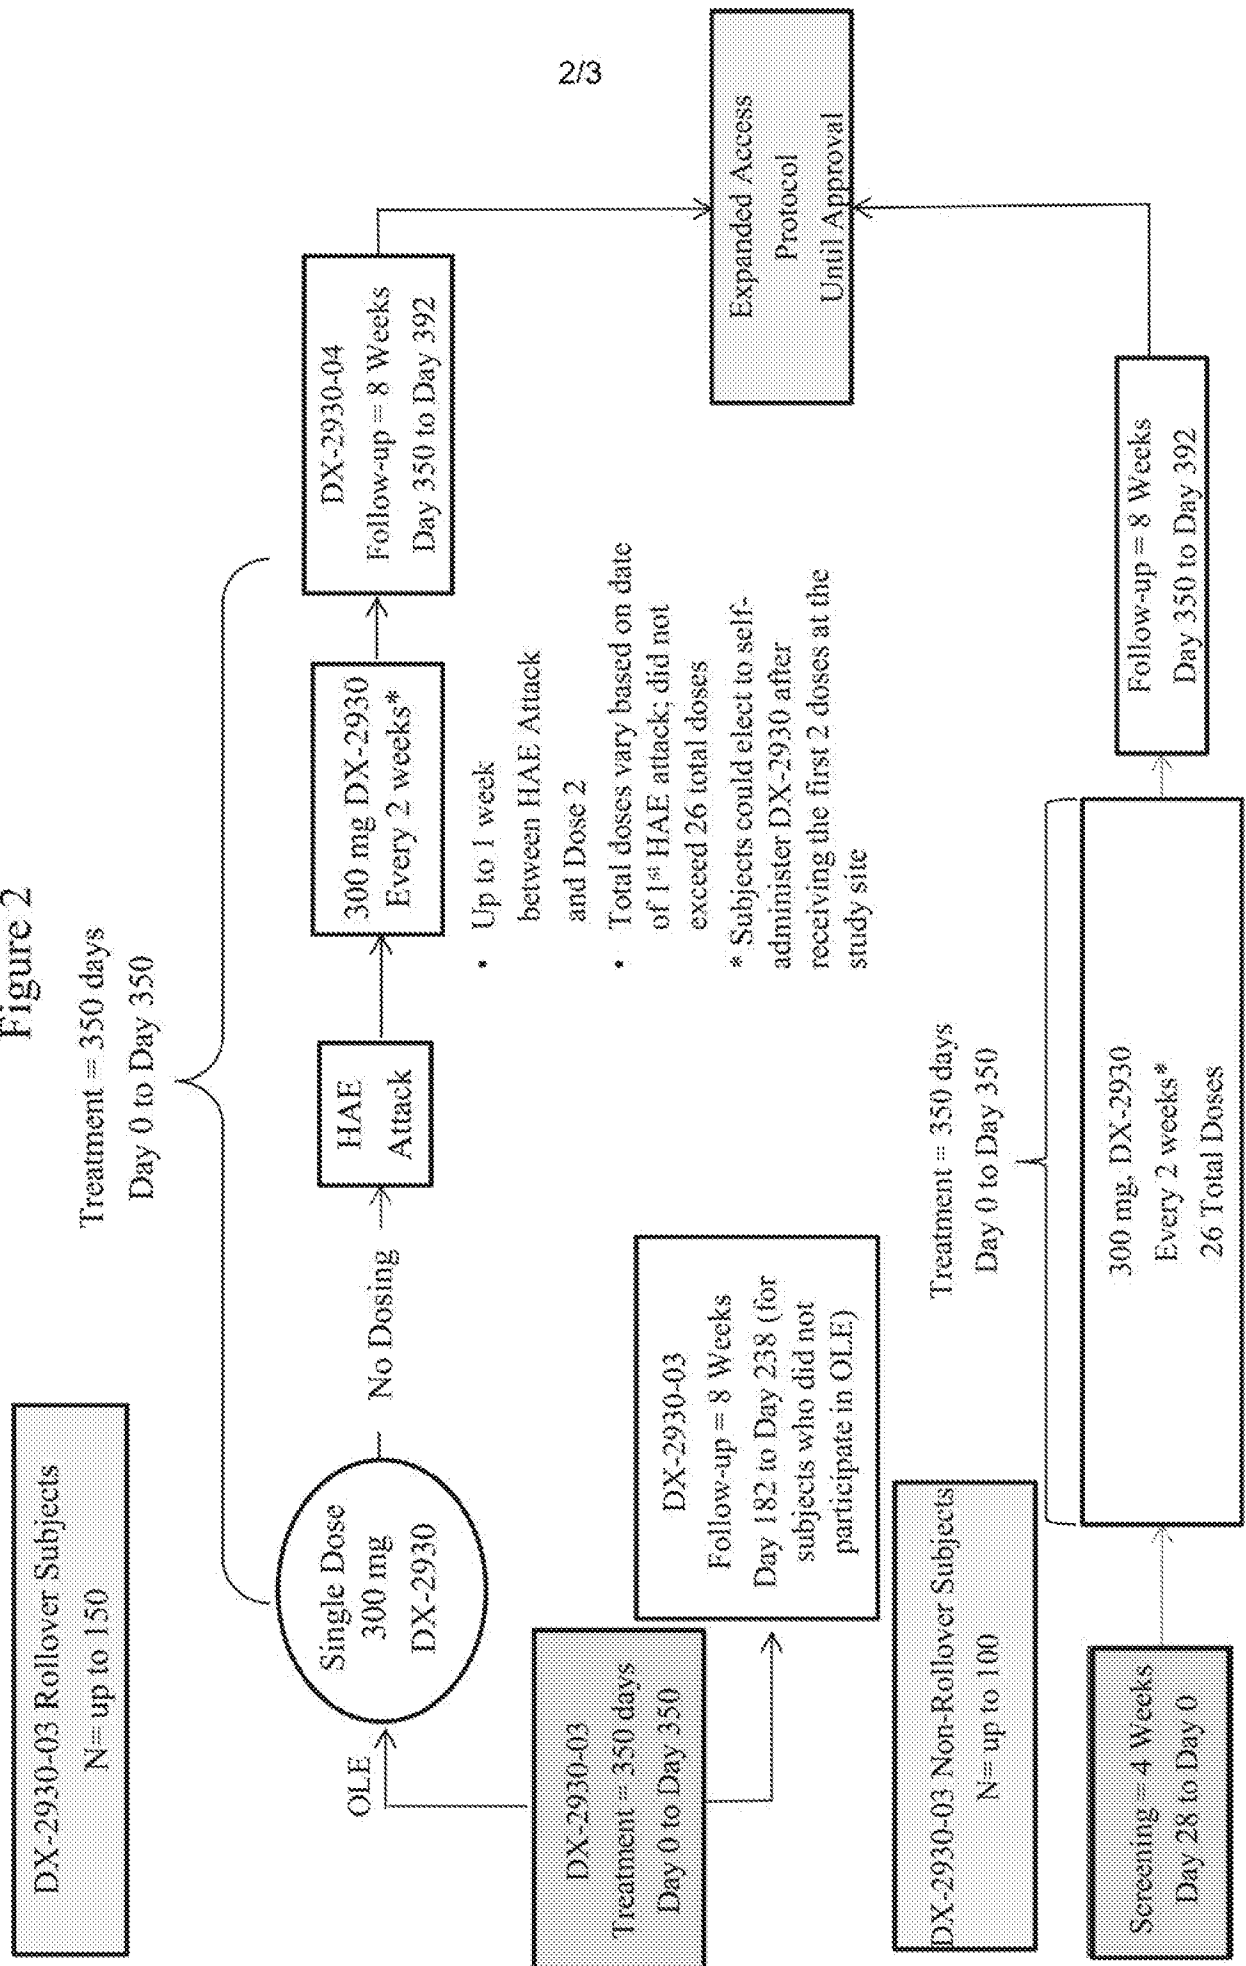 2/3
Figure 2
DX-2930-03 Rollover Subjects
N= up to 150
Treatment = 350 days
Day 0 to Day 350
OLE
Single Dose
300 mg
DX-2930
No Dosing
HAE
Attack
300 mg DX-2930
Every 2 weeks*
DX-2930-04
Follow-up = 8 Weeks
Day 350 to Day 392
• Up to 1 week
between HAE Attack
and Dose 2
• Total doses vary based on date
of 1st HAE attack; did not
exceed 26 total doses
* Subjects could elect to self-
administer DX-2930 after
receiving the first 2 doses at the
study site
DX-2930-03
Treatment = 350 days
Day 0 to Day 350
DX-2930-03
Follow-up = 8 Weeks
Day 182 to Day 238 (for
subjects who did not
participate in OLE)
Expanded Access
Protocol
Until Approval
DX-2930-03 Non-Rollover Subjects
N= up to 100
Treatment = 350 days
Day 0 to Day 350
Screening = 4 Weeks
Day 28 to Day 0
300 mg, DX-2930
Every 2 weeks*
26 Total Doses
Follow-up = 8 Weeks
Day 350 to Day 392